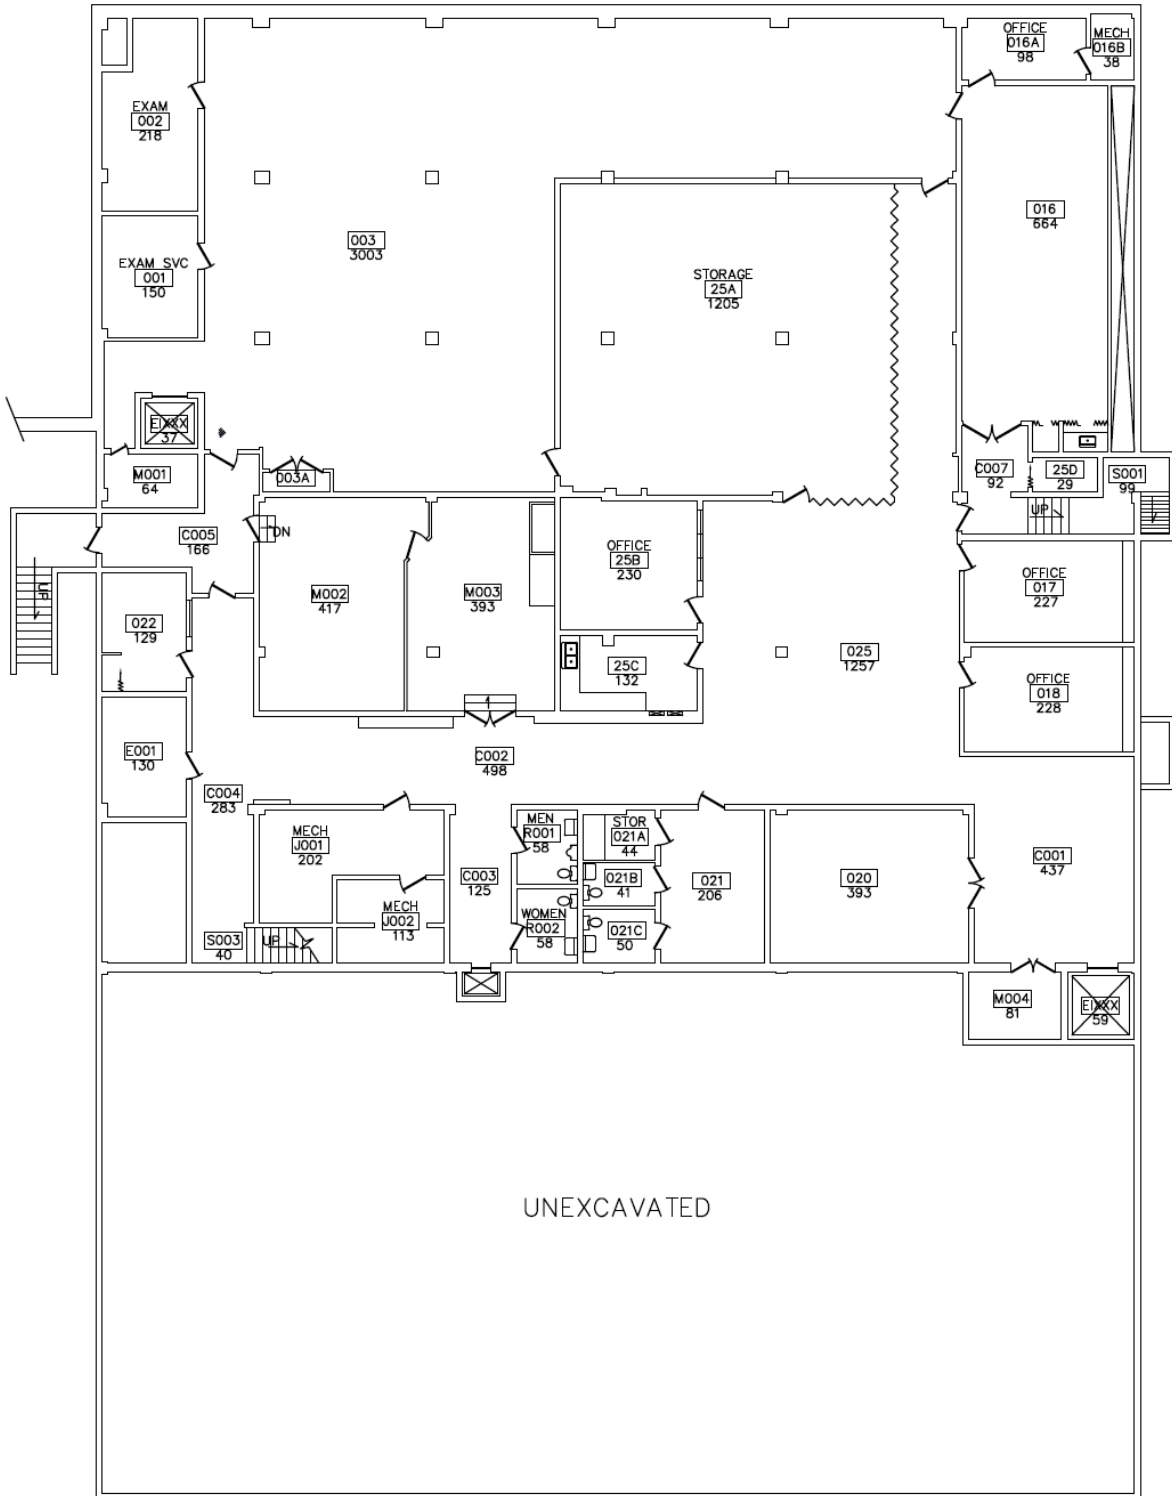 OFFICE
016A
98
MECH
016B
38
EXAM
002
218
016
664
003
3003
EXAM SVC
001
150
STORAGE
25A
1205
EIXXX
37
M001
64
003A
C007
92
25D
29
S001
99
UP
C005
166
DN
OFFICE
25B
230
OFFICE
017
227
UP
M002
417
M003
393
022
129
025
1257
25C
132
OFFICE
018
228
E001
130
C002
498
C004
283
MECH
J001
202
MEN
R001
58
STOR
021A
44
C001
437
C003
125
021B
41
021
206
020
393
MECH
J002
113
WOMEN
R002
58
021C
50
S003
40
UP
M004
81
EIXXX
59
UNEXCAVATED